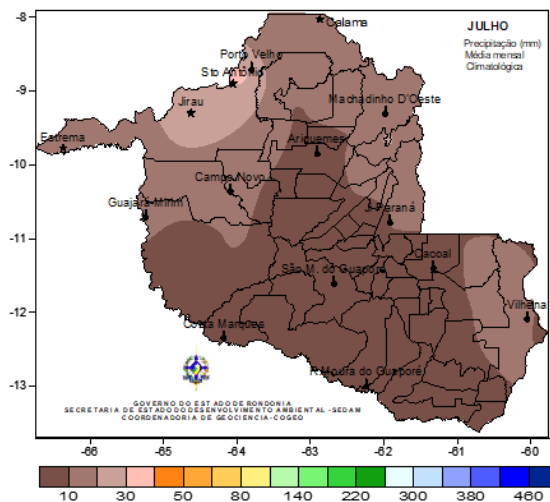 JULHO
Precipitação (mm)
Média mensal
Climatológica
-8
-9
-10
-11
-12
-13
Calama
Porto Velho
Sto Antônio
Jirau
Machadinho D'Oeste
Estrema
Ariquemes
Campo Novo
Guajará-Mirim
Ji-Paraná
Cacoal
São M. do Guaporé
Vilhena
Costa Marques
R.Moura do Guaporé
GOVERNO DO ESTADO DE RONDONIA
SECRETARIA DE ESTADO DO DESENVOLVIMENTO AMBIENTAL -SEDAM
COORDENADORIA DE GEOCIENCIA-COGEO
-66 -65 -64 -63 -62 -61 -60
10 30 50 80 140 220 300 380 460